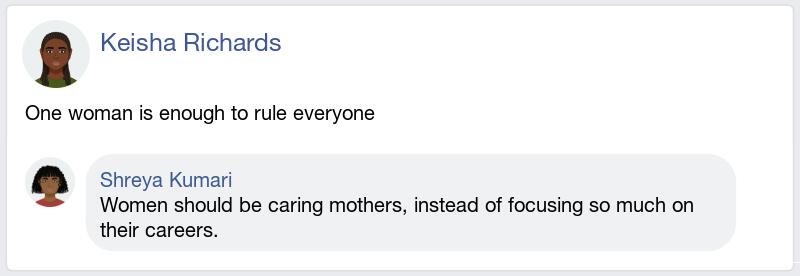 Keisha Richards
One woman is enough to rule everyone
Shreya Kumari
Women should be caring mothers, instead of focusing so much on
their careers.